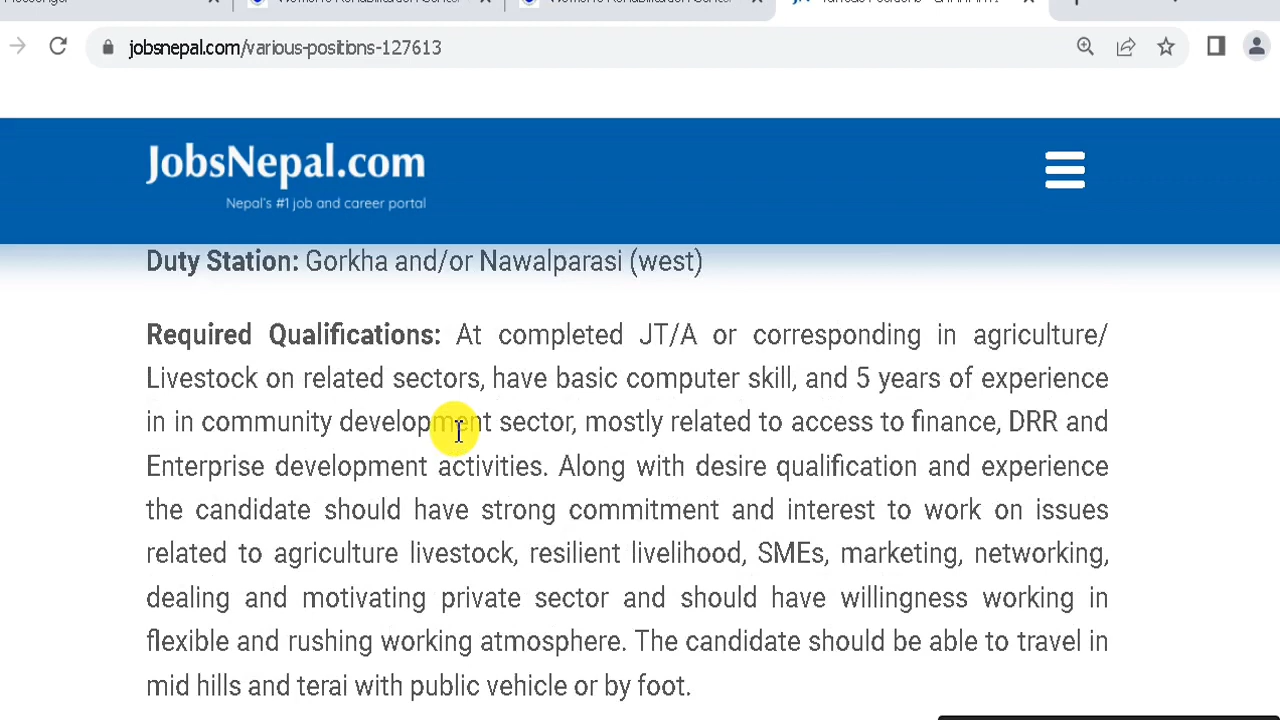 jobsnepal.com/various-positions-127613
JobsNepal.com
Nepal's #1 job and career portal
Duty Station: Gorkha and/or Nawalparasi (west)
Required Qualifications: At completed JT/A or corresponding in agriculture/
Livestock on related sectors, have basic computer skill, and 5 years of experience
in in community development sector, mostly related to access to finance, DRR and
Enterprise development activities. Along with desire qualification and experience
the candidate should have strong commitment and interest to work on issues
related to agriculture livestock, resilient livelihood, SMEs, marketing, networking,
dealing and motivating private sector and should have willingness working in
flexible and rushing working atmosphere. The candidate should be able to travel in
mid hills and terai with public vehicle or by foot.